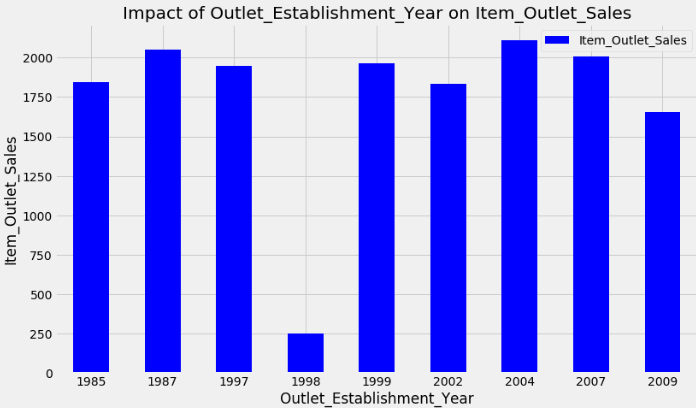 Impact of Outlet_Establishment_Year on Item_Outlet_Sales
Item_Outlet_Sales
2000
1750
1500
1250
1000
750
500
250
0
Item_Outlet_Sales
1985 1987 1997 1998 1999 2002 2004 2007 2009
Outlet_Establishment_Year